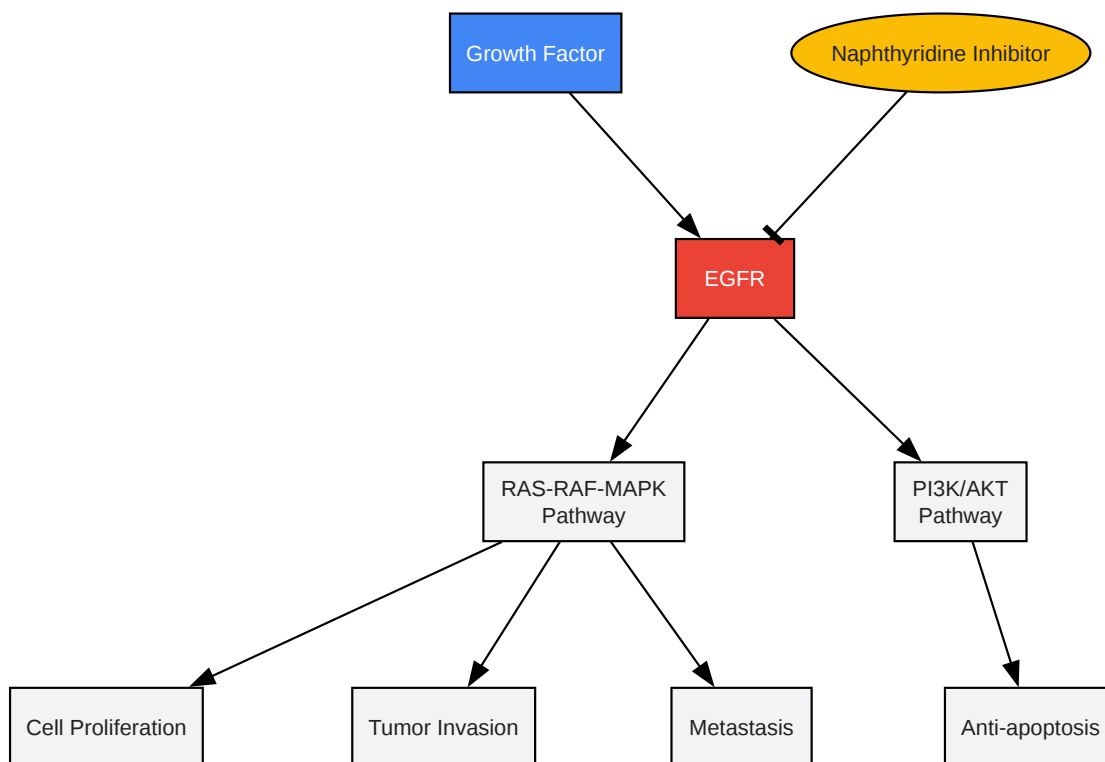 Growth Factor
Naphthyridine Inhibitor
EGFR
RAS-RAF-MAPK
Pathway
PI3K/AKT
Pathway
Cell Proliferation
Tumor Invasion
Metastasis
Anti-apoptosis